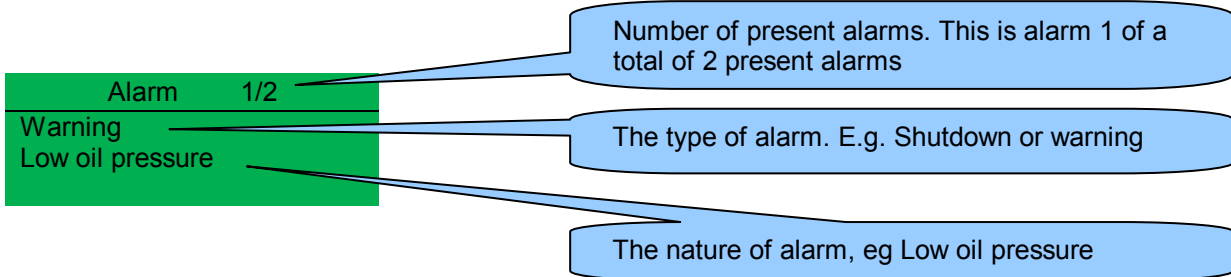 Number of present alarms. This is alarm 1 of a
total of 2 present alarms
Alarm 1/2
Warning
Low oil pressure
The type of alarm. E.g. Shutdown or warning
The nature of alarm, eg Low oil pressure